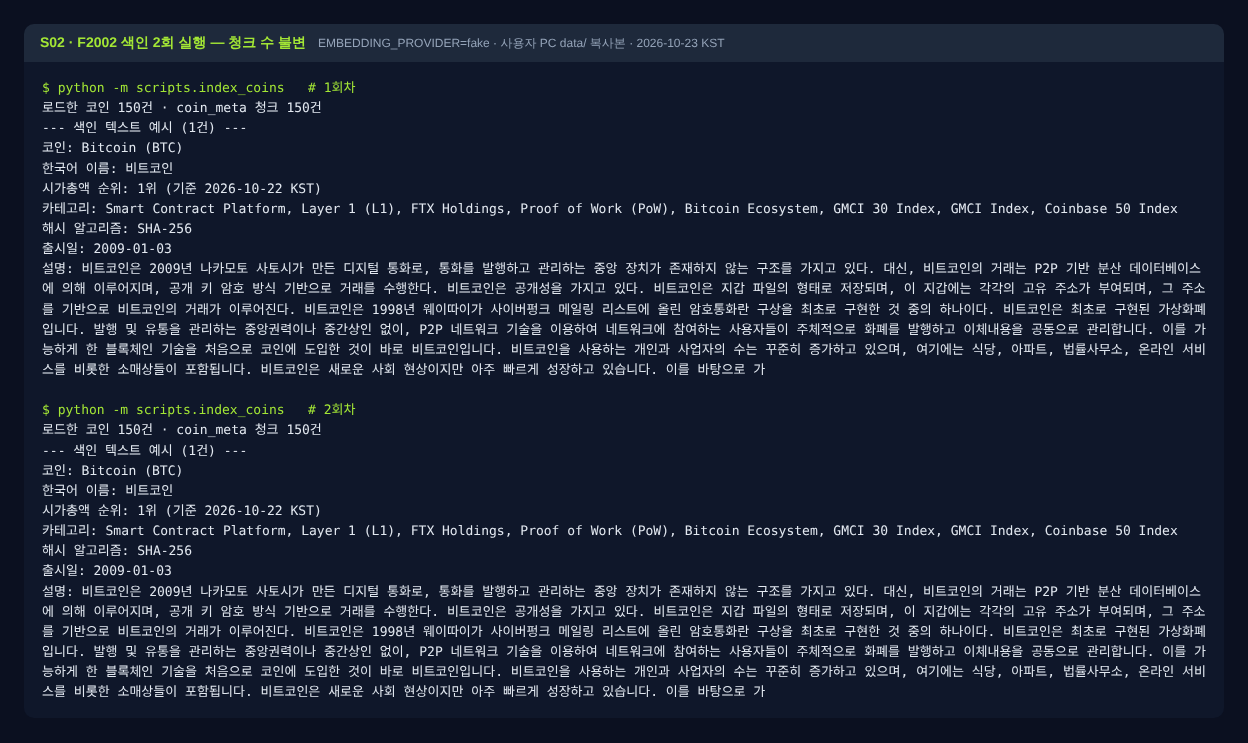 S02 · F2002 색인 2회 실행 — 청크 수 불변 EMBEDDING_PROVIDER=fake · 사용자 PC data/ 복사본 · 2026-10-23 KST
$ python -m scripts.index_coins   # 1회차
로드한 코인 150건 · coin_meta 청크 150건
--- 색인 텍스트 예시 (1건) ---
코인: Bitcoin (BTC)
한국어 이름: 비트코인
시가총액 순위: 1위 (기준 2026-10-22 KST)
카테고리: Smart Contract Platform, Layer 1 (L1), FTX Holdings, Proof of Work (PoW), Bitcoin Ecosystem, GMCI 30 Index, GMCI Index, Coinbase 50 Index
해시 알고리즘: SHA-256
출시일: 2009-01-03
설명: 비트코인은 2009년 나카모토 사토시가 만든 디지털 통화로, 통화를 발행하고 관리하는 중앙 장치가 존재하지 않는 구조를 가지고 있다. 대신, 비트코인의 거래는 P2P 기반 분산 데이터베이스
에 의해 이루어지며, 공개 키 암호 방식 기반으로 거래를 수행한다. 비트코인은 공개성을 가지고 있다. 비트코인은 지갑 파일의 형태로 저장되며, 이 지갑에는 각각의 고유 주소가 부여되며, 그 주소
를 기반으로 비트코인의 거래가 이루어진다. 비트코인은 1998년 웨이따이가 사이버펑크 메일링 리스트에 올린 암호통화란 구상을 최초로 구현한 것 중의 하나이다. 비트코인은 최초로 구현된 가상화폐
입니다. 발행 및 유통을 관리하는 중앙권력이나 중간상인 없이, P2P 네트워크 기술을 이용하여 네트워크에 참여하는 사용자들이 주체적으로 화폐를 발행하고 이체내용을 공동으로 관리합니다. 이를 가
능하게 한 블록체인 기술을 처음으로 코인에 도입한 것이 바로 비트코인입니다. 비트코인을 사용하는 개인과 사업자의 수는 꾸준히 증가하고 있으며, 여기에는 식당, 아파트, 법률사무소, 온라인 서비
스를 비롯한 소매상들이 포함됩니다. 비트코인은 새로운 사회 현상이지만 아주 빠르게 성장하고 있습니다. 이를 바탕으로 가
$ python -m scripts.index_coins   # 2회차
로드한 코인 150건 · coin_meta 청크 150건
--- 색인 텍스트 예시 (1건) ---
코인: Bitcoin (BTC)
한국어 이름: 비트코인
시가총액 순위: 1위 (기준 2026-10-22 KST)
카테고리: Smart Contract Platform, Layer 1 (L1), FTX Holdings, Proof of Work (PoW), Bitcoin Ecosystem, GMCI 30 Index, GMCI Index, Coinbase 50 Index
해시 알고리즘: SHA-256
출시일: 2009-01-03
설명: 비트코인은 2009년 나카모토 사토시가 만든 디지털 통화로, 통화를 발행하고 관리하는 중앙 장치가 존재하지 않는 구조를 가지고 있다. 대신, 비트코인의 거래는 P2P 기반 분산 데이터베이스
에 의해 이루어지며, 공개 키 암호 방식 기반으로 거래를 수행한다. 비트코인은 공개성을 가지고 있다. 비트코인은 지갑 파일의 형태로 저장되며, 이 지갑에는 각각의 고유 주소가 부여되며, 그 주소
를 기반으로 비트코인의 거래가 이루어진다. 비트코인은 1998년 웨이따이가 사이버펑크 메일링 리스트에 올린 암호통화란 구상을 최초로 구현한 것 중의 하나이다. 비트코인은 최초로 구현된 가상화폐
입니다. 발행 및 유통을 관리하는 중앙권력이나 중간상인 없이, P2P 네트워크 기술을 이용하여 네트워크에 참여하는 사용자들이 주체적으로 화폐를 발행하고 이체내용을 공동으로 관리합니다. 이를 가
능하게 한 블록체인 기술을 처음으로 코인에 도입한 것이 바로 비트코인입니다. 비트코인을 사용하는 개인과 사업자의 수는 꾸준히 증가하고 있으며, 여기에는 식당, 아파트, 법률사무소, 온라인 서비
스를 비롯한 소매상들이 포함됩니다. 비트코인은 새로운 사회 현상이지만 아주 빠르게 성장하고 있습니다. 이를 바탕으로 가